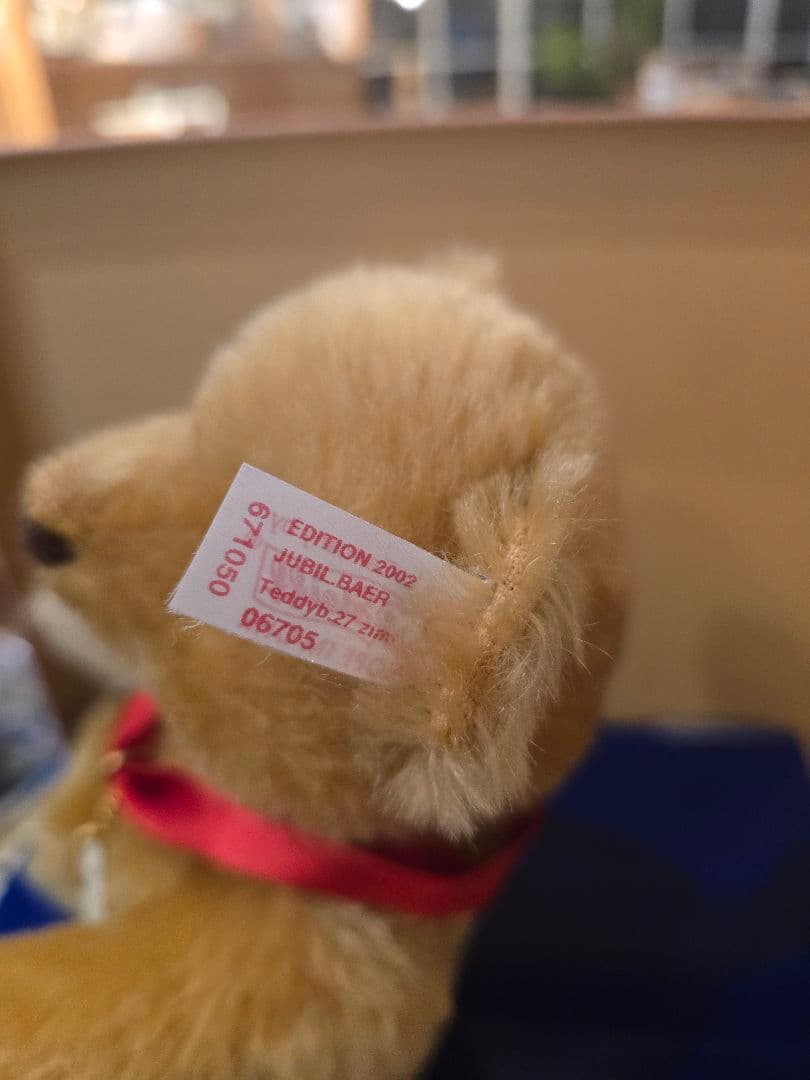 671050
EDITION 2002
JUBIL.BAER
Teddyb.27 zim
06705